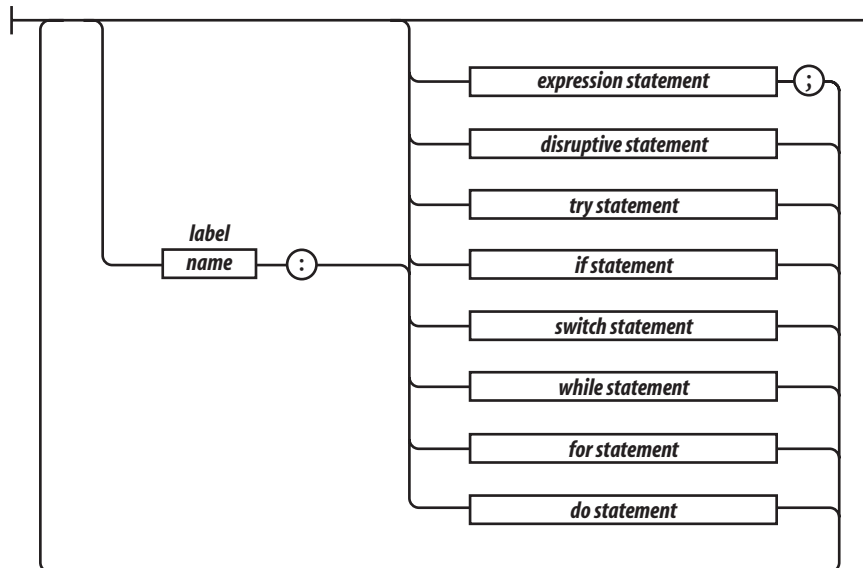 expression statement ;
disruptive statement
try statement
label
name :
if statement
switch statement
while statement
for statement
do statement